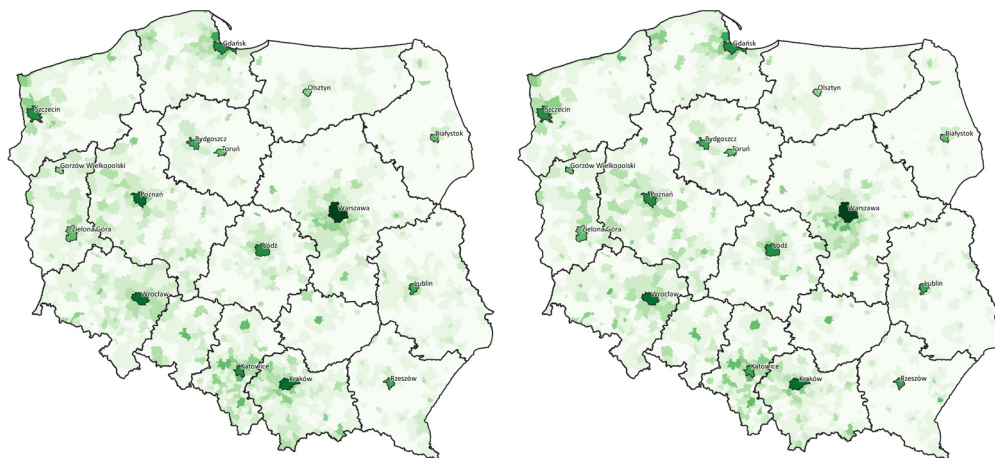 Gdańsk
Olsztyn
Szczecin
Białystok
Bydgoszcz
Toruń
Gorzów Wielkopolski
Poznań
Warszawa
Zielona Góra
Łódź
Lublin
Wrocław
Katowice
Kraków
Rzeszów
Gdańsk
Olsztyn
Szczecin
Białystok
Bydgoszcz
Toruń
Gorzów Wielkopolski
Poznań
Warszawa
Zielona Góra
Łódź
Lublin
Wrocław
Katowice
Kraków
Rzeszów